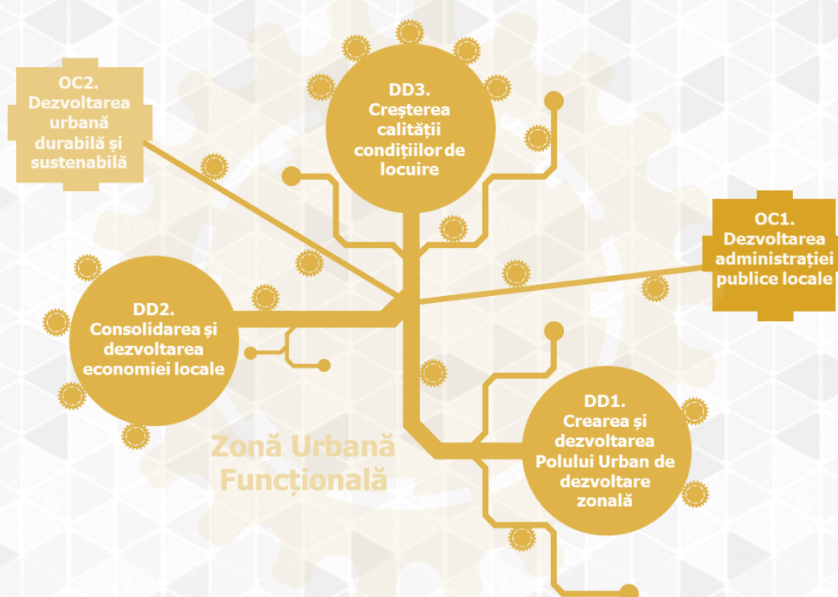 OC2.
Dezvoltarea
urbană
durabilă și
sustenabilă
DD3.
Creșterea
calității
condițiilor de
locuire
OC1.
Dezvoltarea
administrației
publice locale
DD2.
Consolidarea și
dezvoltarea
economiei locale
DD1.
Crearea și
dezvoltarea
Polului Urban de
dezvoltare
zonală
Zonă Urbană
Funcțională